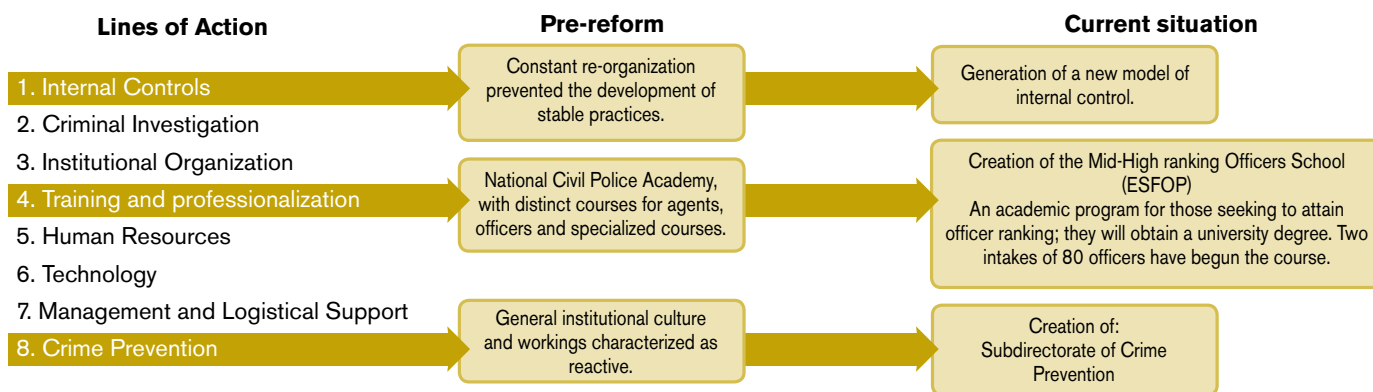 Lines of Action
Pre-reform
Current situation
1. Internal Controls
2. Criminal Investigation
3. Institutional Organization
4. Training and professionalization
5. Human Resources
6. Technology
7. Management and Logistical Support
8. Crime Prevention
Constant re-organization
prevented the development of
stable practices.
Generation of a new model of
internal control.
National Civil Police Academy,
with distinct courses for agents,
officers and specialized courses.
Creation of the Mid-High ranking Officers School
(ESFOP)
An academic program for those seeking to attain
officer ranking; they will obtain a university degree. Two
intakes of 80 officers have begun the course.
General institutional culture
and workings characterized as
reactive.
Creation of:
Subdirectorate of Crime
Prevention